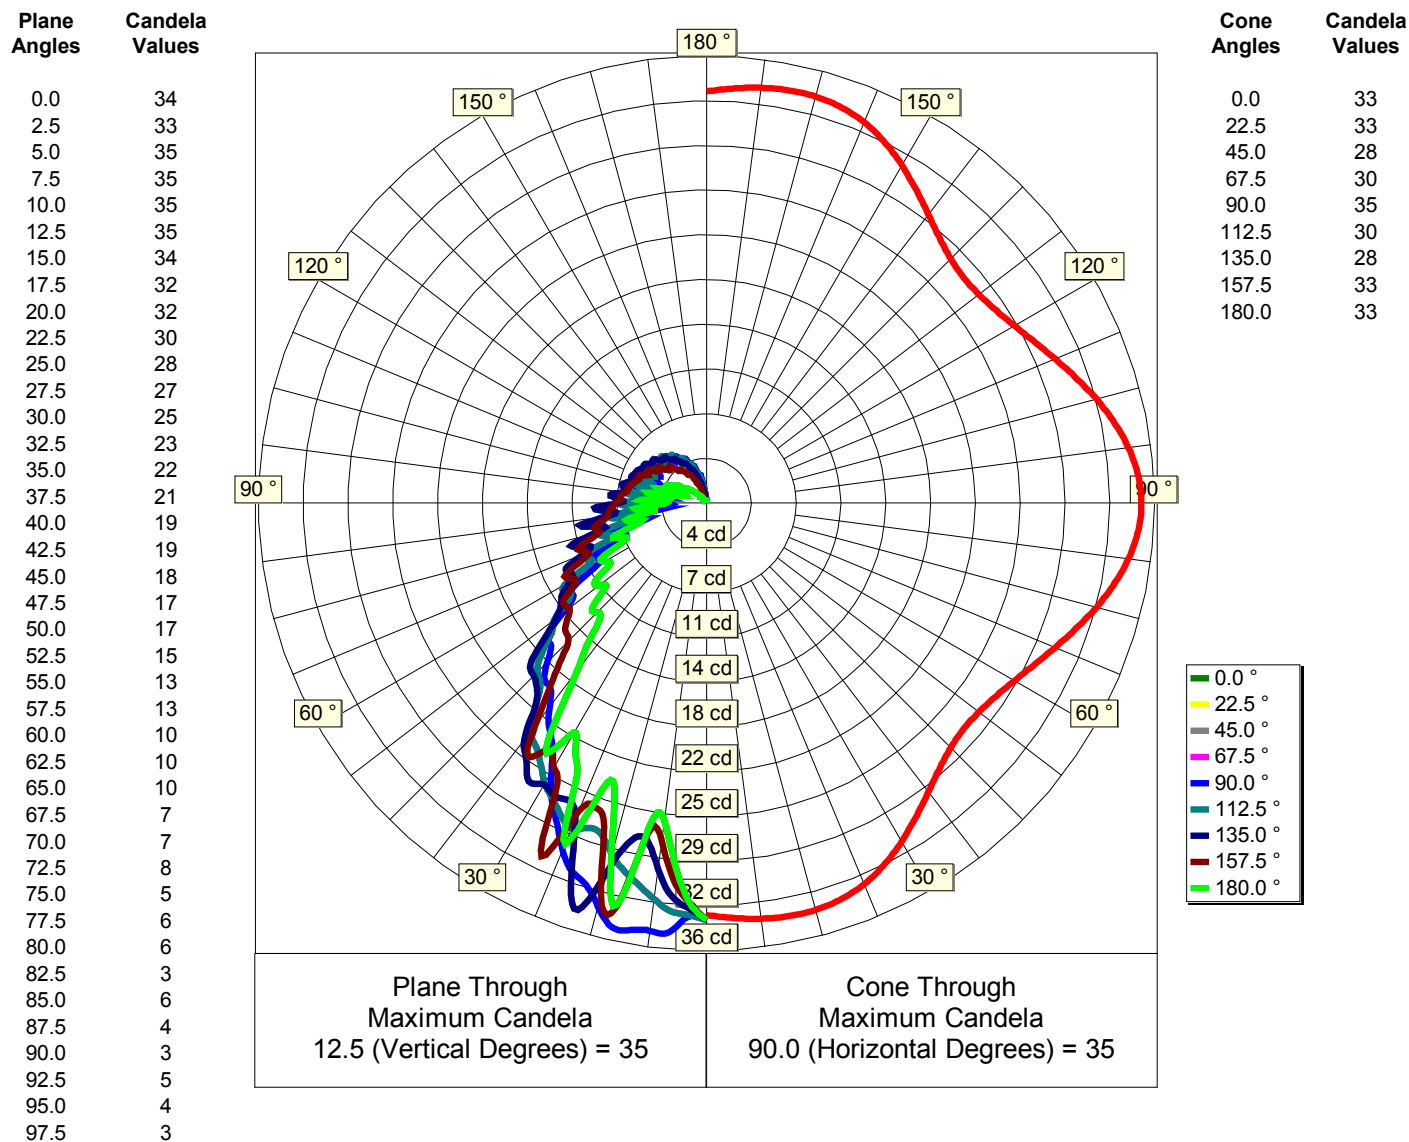 Plane Angles Candela Values
0.0 34
2.5 33
5.0 35
7.5 35
10.0 35
12.5 35
15.0 34
17.5 32
20.0 32
22.5 30
25.0 28
27.5 27
30.0 25
32.5 23
35.0 22
37.5 21
40.0 19
42.5 19
45.0 18
47.5 17
50.0 17
52.5 15
55.0 13
57.5 13
60.0 10
62.5 10
65.0 10
67.5 7
70.0 7
72.5 8
75.0 5
77.5 6
80.0 6
82.5 3
85.0 6
87.5 4
90.0 3
92.5 5
95.0 4
97.5 3
180 °
150 ° 150 °
120 ° 120 °
90 ° 90 °
60 ° 60 °
30 ° 30 °
4 cd
7 cd
11 cd
14 cd
18 cd
22 cd
25 cd
29 cd
32 cd
36 cd
Plane Through
Maximum Candela
12.5 (Vertical Degrees) = 35
Cone Through
Maximum Candela
90.0 (Horizontal Degrees) = 35
Cone Angles Candela Values
0.0 33
22.5 33
45.0 28
67.5 30
90.0 35
112.5 30
135.0 28
157.5 33
180.0 33
0.0 °
22.5 °
45.0 °
67.5 °
90.0 °
112.5 °
135.0 °
157.5 °
180.0 °